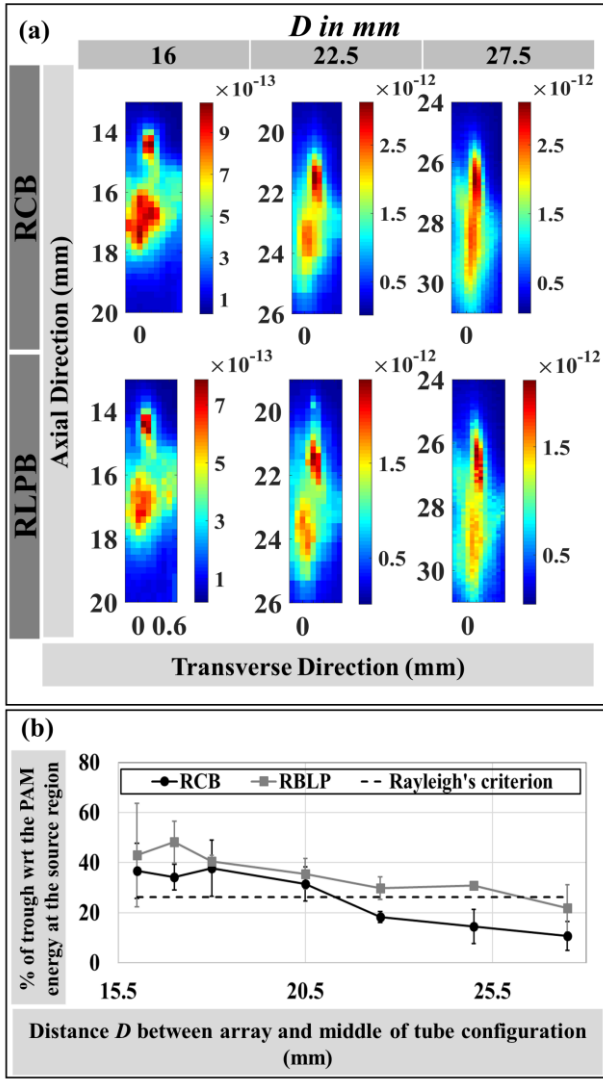 (a)
D in mm
16 22.5 27.5
RCB
RLPB
Axial Direction (mm)
×10-13 ×10-12 ×10-12
14 16 18 20
9 7 5 3 1
0
20 22 24 26
2.5 1.5 0.5
0
24 26 28 30
2.5 1.5 0.5
0
×10-13 ×10-12 ×10-12
14 16 18 20
7 5 3 1
0 0.6
20 22 24 26
1.5 0.5
0
24 26 28 30
1.5 0.5
0
Transverse Direction (mm)
(b)
% of trough wrt the PAM
energy at the source region
80
60
40
20
0
RCB RBLP Rayleigh's criterion
15.5 20.5 25.5
Distance D between array and middle of tube configuration
(mm)